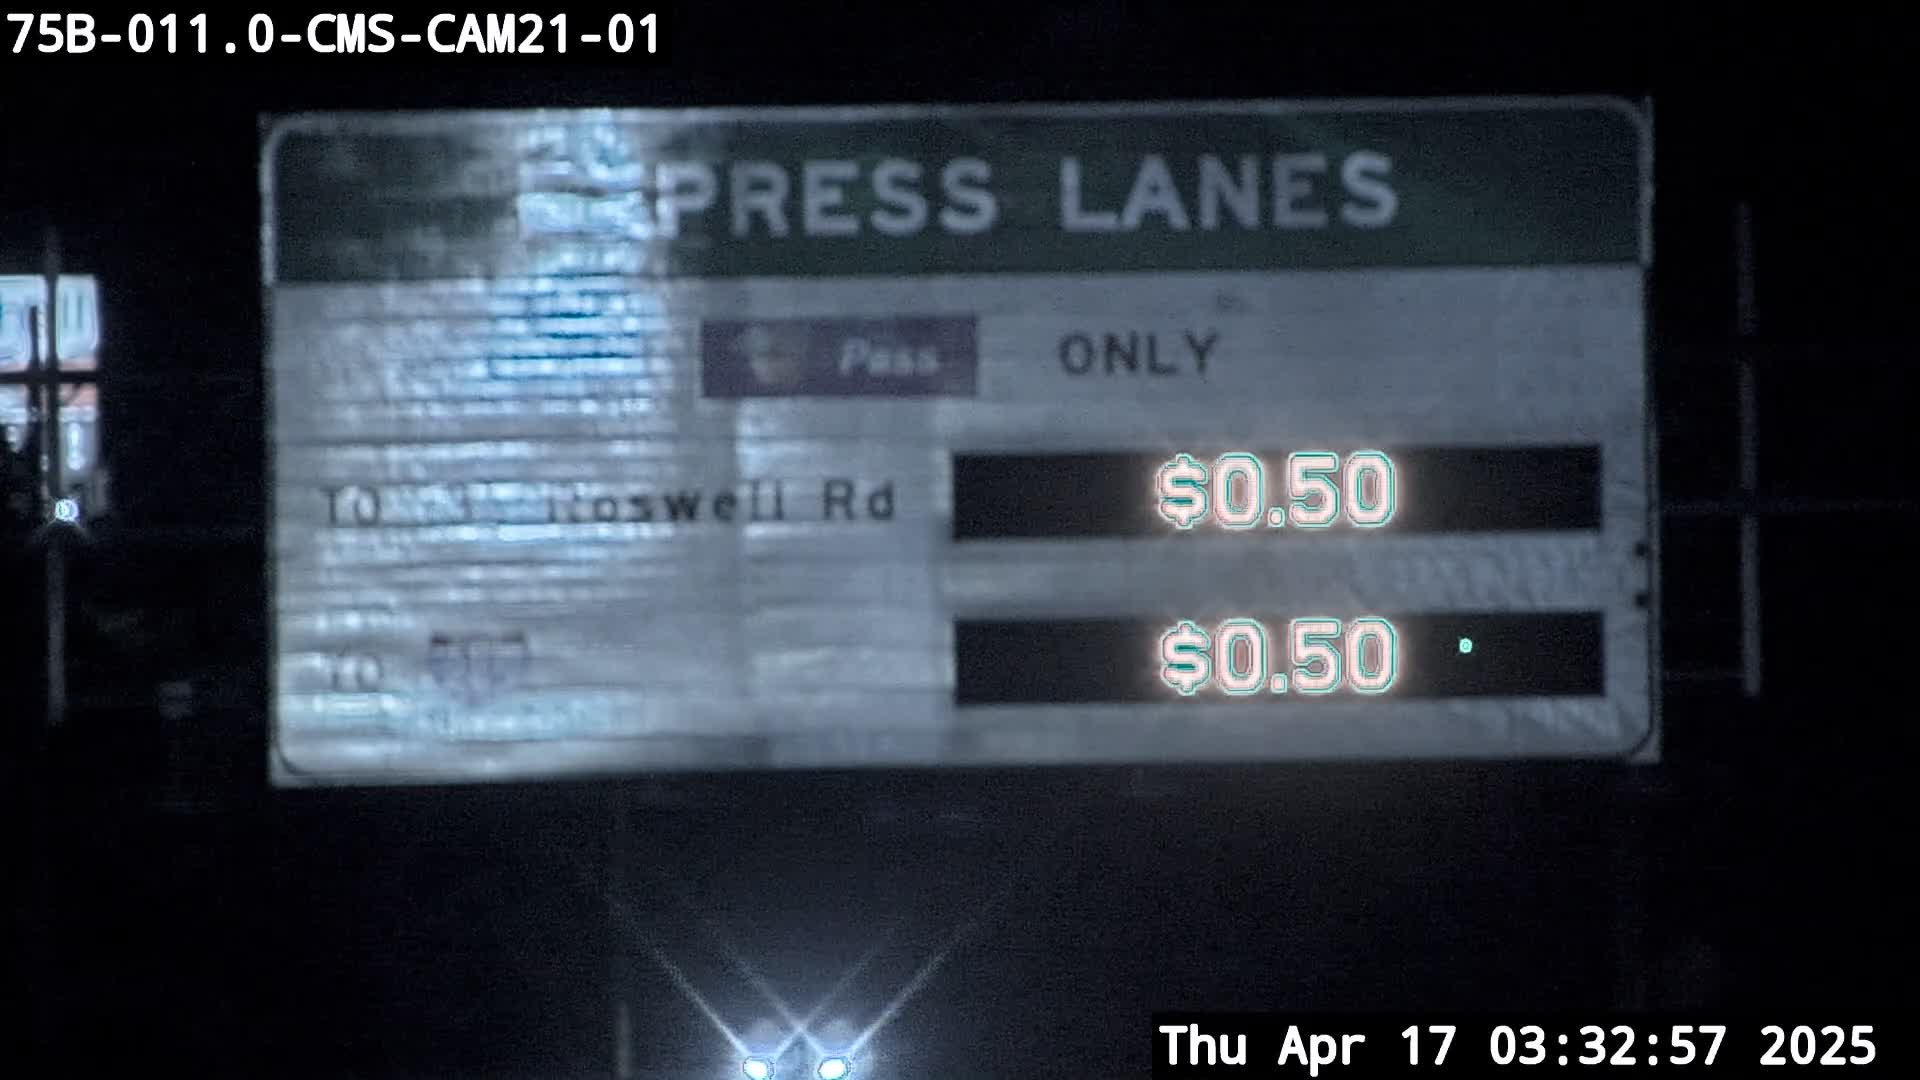 75B-011.0-CMS-CAM21-01
PRESS LANES
Pass ONLY
TO Roswell Rd $0.50
TO $0.50
Thu Apr 17 03:32:57 2025